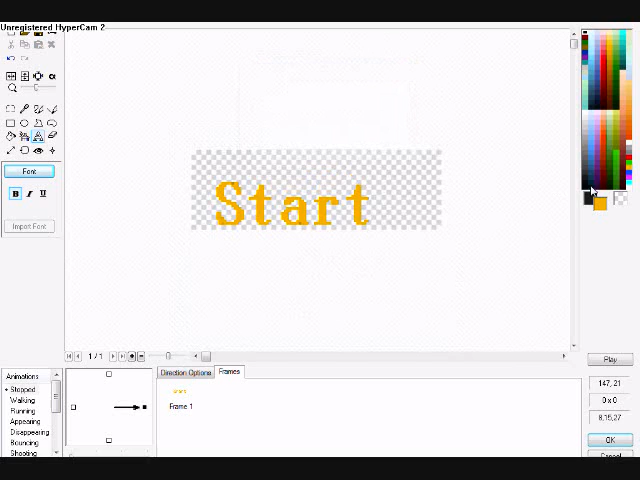 Unregistered HyperCam 2
Font
B I U
Import Font
Start
1 / 1
Play
Animations
Stopped
Walking
Running
Appearing
Disappearing
Bouncing
Shooting
Direction Options
Frames
Start
Frame 1
147, 21
0 x 0
8,15,27
OK
Cancel